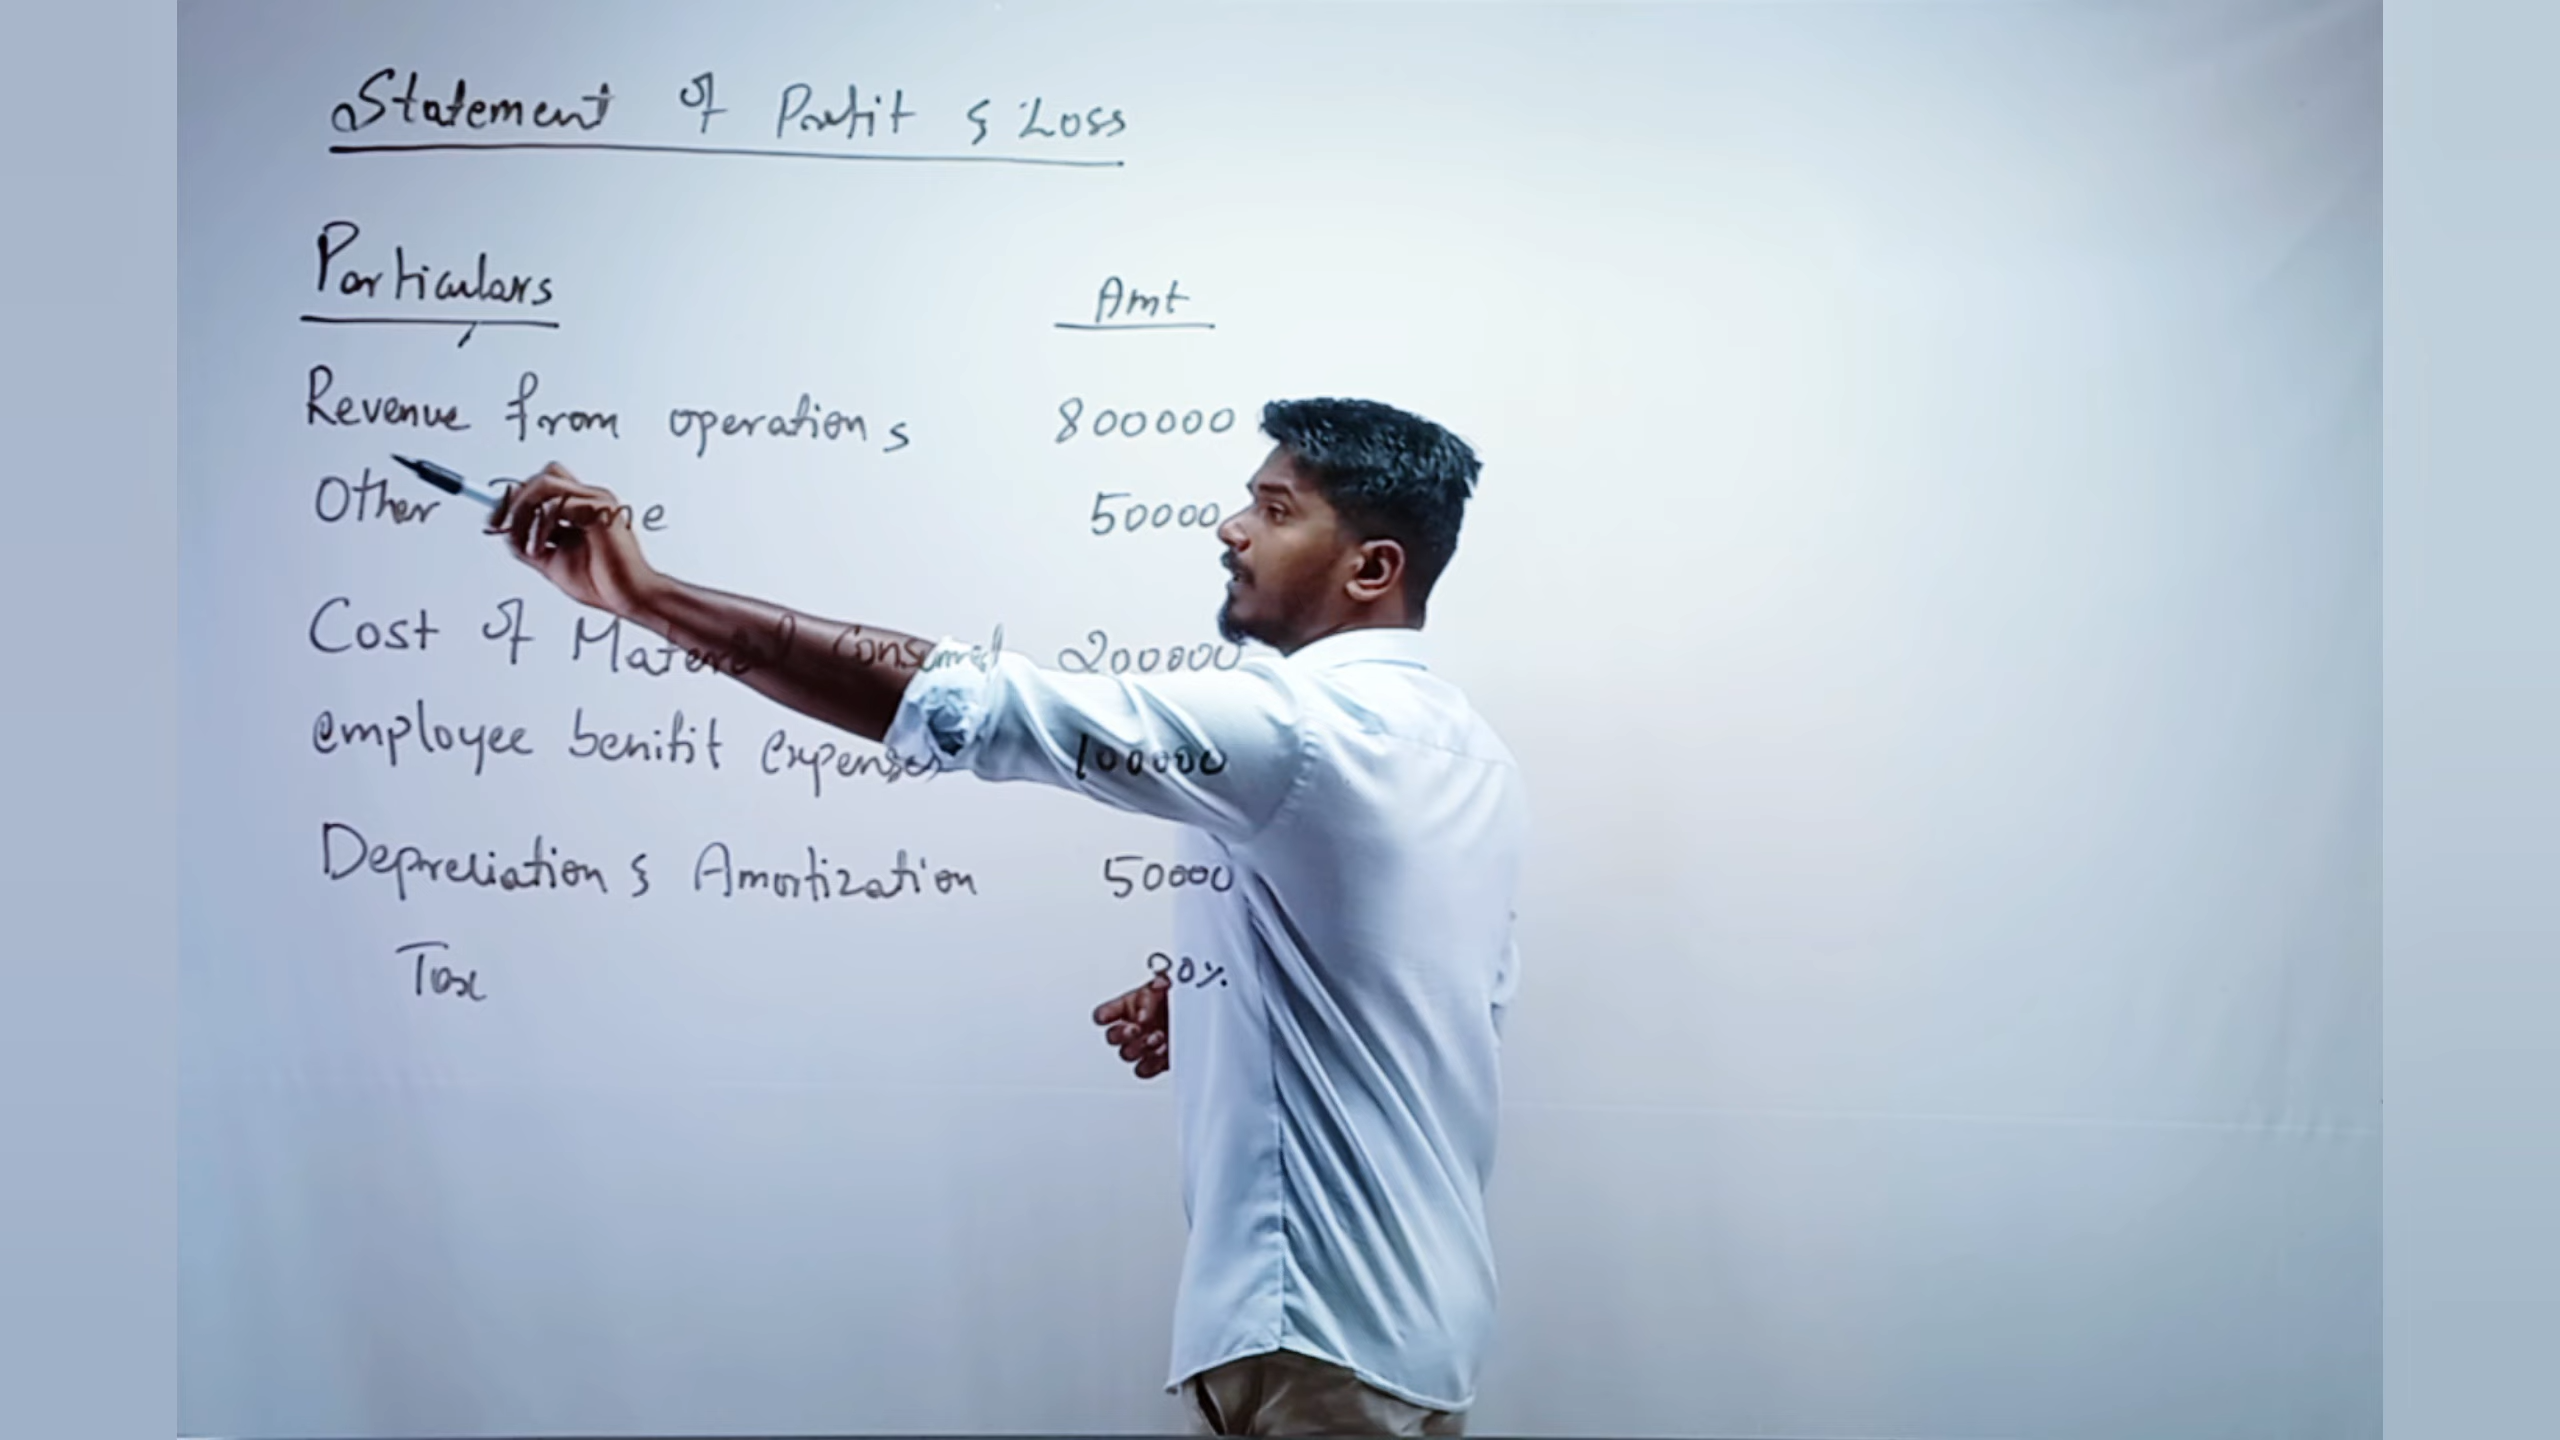 Statement of Profit & Loss
Particulars Amt
Revenue from operations 800000
Other Income 50000
Cost of Material Consumed 200000
employee benifit expenses 100000
Depreciation & Amortization 50000
Tax 30%